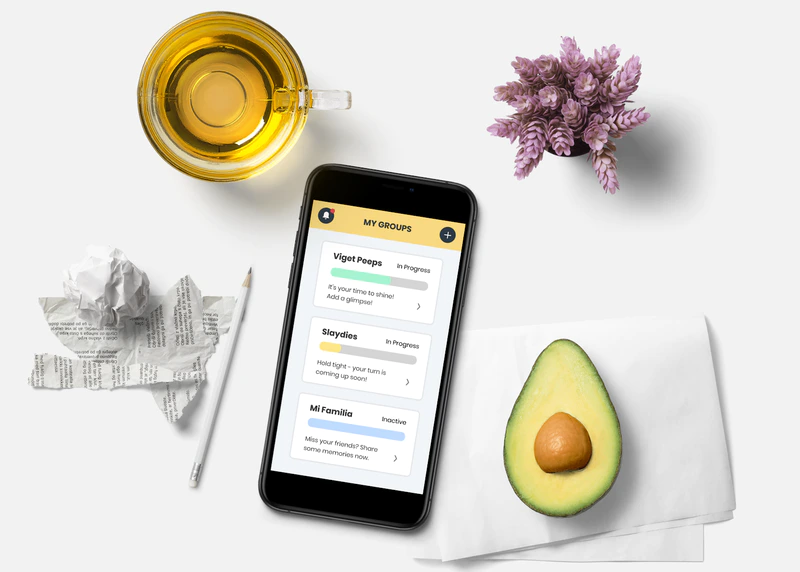 MY GROUPS
Viget Peeps
In Progress
It's your time to shine!
Add a glimpse!
Slaydies
In Progress
Hold tight - your turn is
coming up soon!
Mi Familia
Inactive
Miss your friends? Share
some memories now.